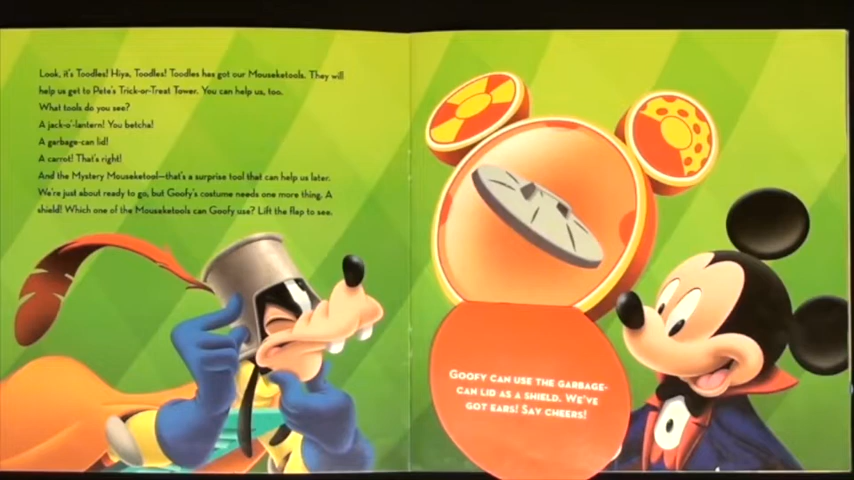 Look, it's Toodles! Hiya, Toodles! Toodles has got our Mouseketools. They will
help us get to Pete's Trick-or-Treat Tower. You can help us, too.
What tools do you see?
A jack-o'-lantern! You betcha!
A garbage-can lid!
A carrot! That's right!
And the Mystery Mouseketool—that's a surprise tool that can help us later.
We're just about ready to go, but Goofy's costume needs one more thing. A
shield! Which one of the Mouseketools can Goofy use? Lift the flap to see.
Goofy can use the garbage-
can lid as a shield. We've
got ears! Say cheers!